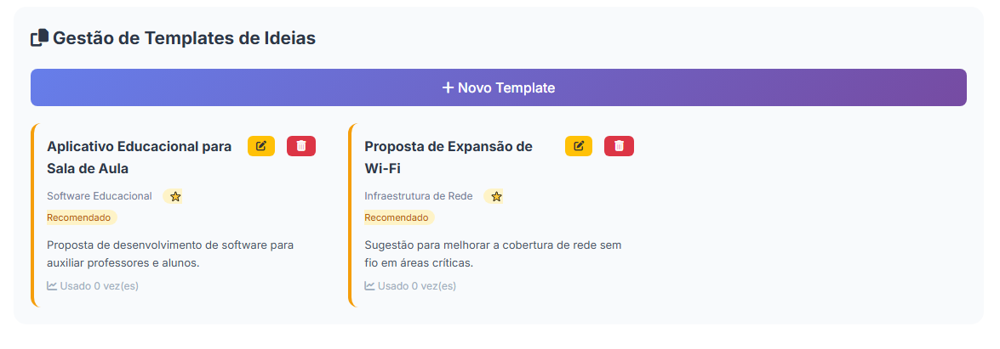 Gestão de Templates de Ideias
Novo Template
Aplicativo Educacional para
Sala de Aula
Software Educacional
Recomendado
Proposta de desenvolvimento de software para
auxiliar professores e alunos.
Usado 0 vez(es)
Proposta de Expansão de
Wi-Fi
Infraestrutura de Rede
Recomendado
Sugestão para melhorar a cobertura de rede sem
fio em áreas críticas.
Usado 0 vez(es)